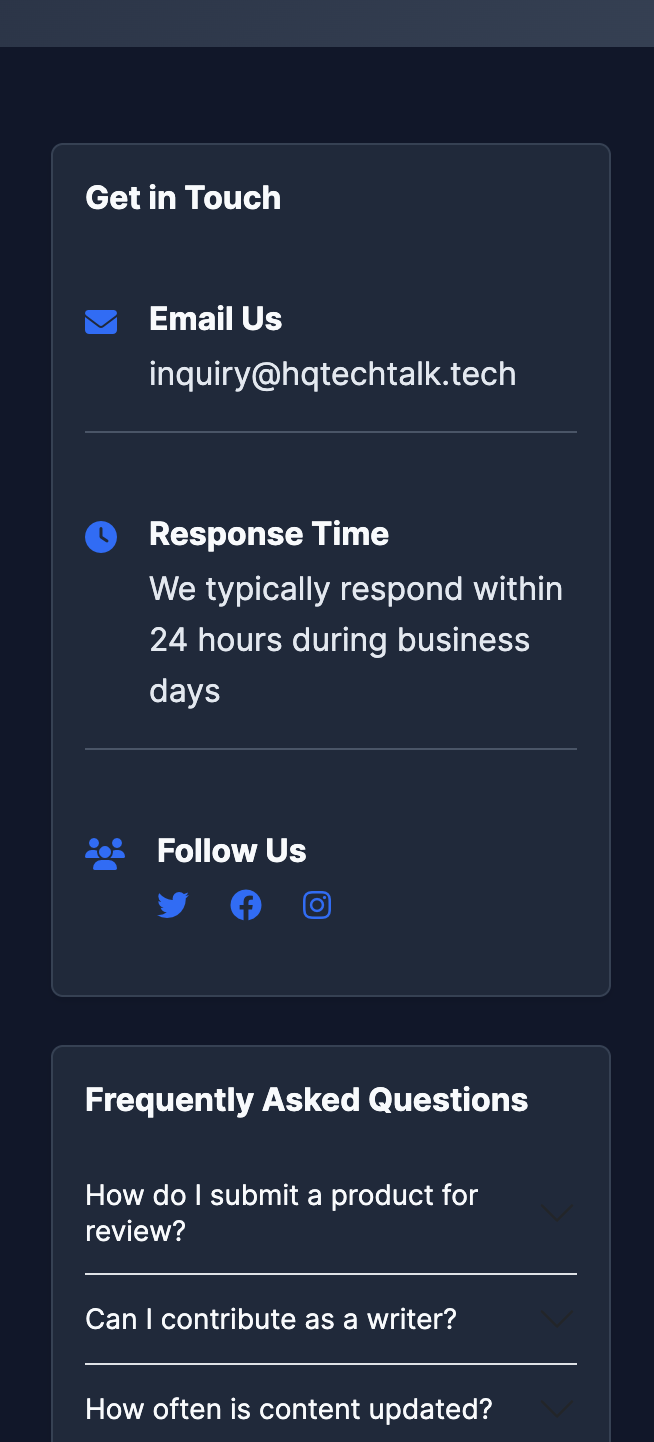 Get in Touch
Email Us
inquiry@hqtechtalk.tech
Response Time
We typically respond within
24 hours during business
days
Follow Us
Frequently Asked Questions
How do I submit a product for
review?
Can I contribute as a writer?
How often is content updated?